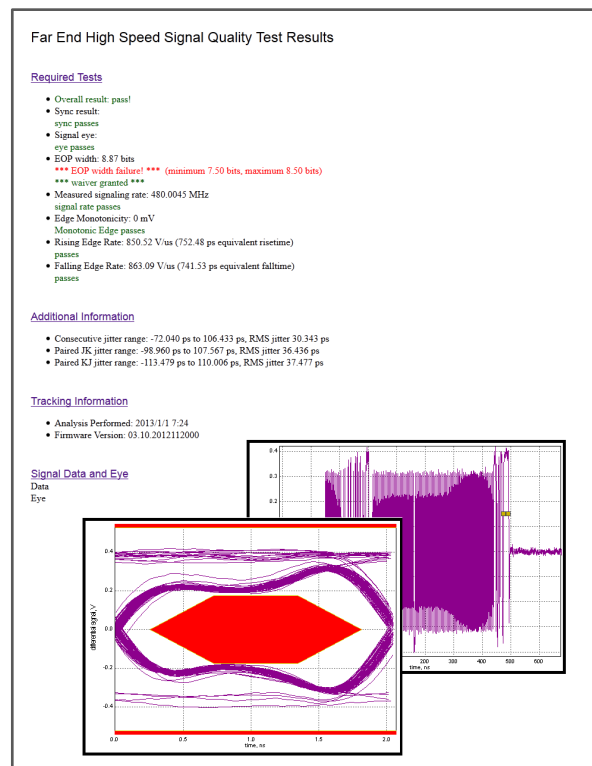 Far End High Speed Signal Quality Test Results
Required Tests
Overall result: pass!
Sync result:
sync passes
Signal eye:
eye passes
EOP width: 8.87 bits
*** EOP width failure! *** (minimum 7.50 bits, maximum 8.50 bits)
*** waiver granted ***
Measured signaling rate: 480.0045 MHz
signal rate passes
Edge Monotonicity: 0 mV
Monotonic Edge passes
Rising Edge Rate: 850.52 V/us (752.48 ps equivalent risetime)
passes
Falling Edge Rate: 863.09 V/us (741.53 ps equivalent falltime)
passes
Additional Information
Consecutive jitter range: -72.040 ps to 106.433 ps, RMS jitter 30.343 ps
Paired JK jitter range: -98.960 ps to 107.567 ps, RMS jitter 36.436 ps
Paired KJ jitter range: -113.479 ps to 110.006 ps, RMS jitter 37.477 ps
Tracking Information
Analysis Performed: 2013/1/1 7:24
Firmware Version: 03.10.2012112000
Signal Data and Eye
Data
Eye
0.4
0.3
0.2
200 300 400 500 600
time, ns
0.4
0.2
0.0
-0.2
-0.4
differential signal, V
0.0 0.5 1.0 1.5 2.0
time, ns